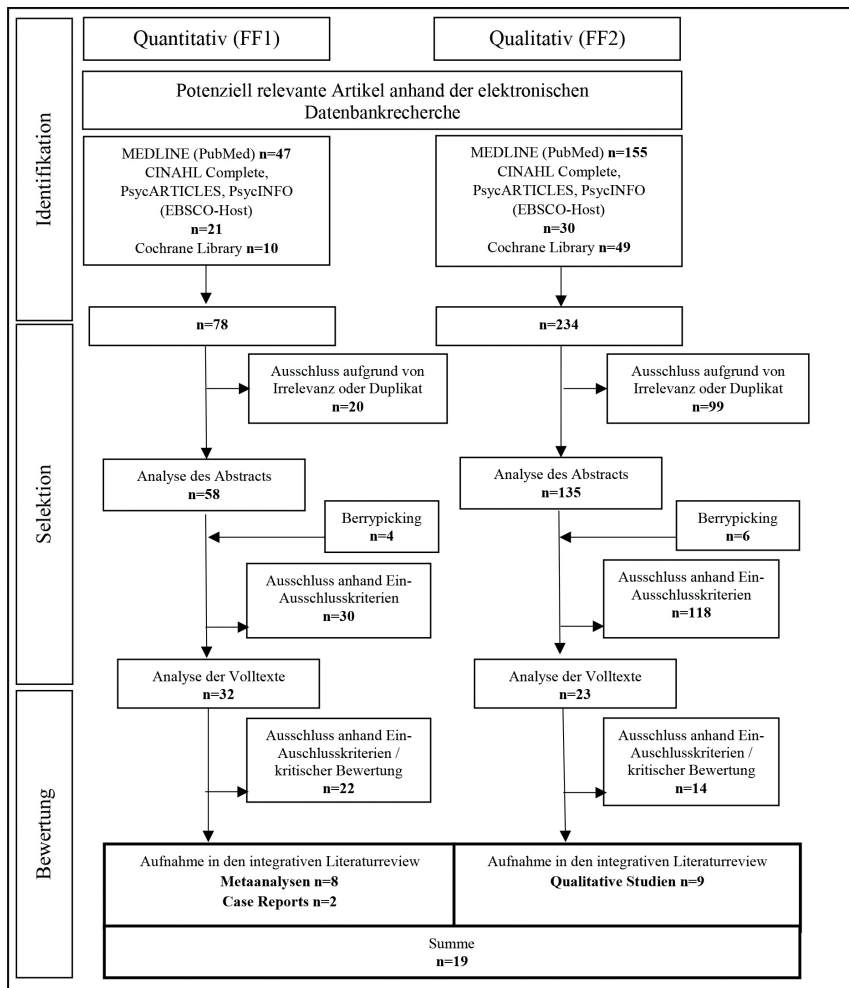 Quantitativ (FF1)
Qualitativ (FF2)
Identifikation
Potenziell relevante Artikel anhand der elektronischen
Datenbankrecherche
MEDLINE (PubMed) n=47
CINAHL Complete,
PsycARTICLES, PsycINFO
(EBSCO-Host)
n=21
Cochrane Library n=10
MEDLINE (PubMed) n=155
CINAHL Complete,
PsycARTICLES, PsycINFO
(EBSCO-Host)
n=30
Cochrane Library n=49
n=78
n=234
Selektion
Ausschluss aufgrund von
Irrelevanz oder Duplikat
n=20
Ausschluss aufgrund von
Irrelevanz oder Duplikat
n=99
Analyse des Abstracts
n=58
Analyse des Abstracts
n=135
Berrypicking
n=4
Berrypicking
n=6
Ausschluss anhand Ein-
Ausschlusskriterien
n=30
Ausschluss anhand Ein-
Ausschlusskriterien
n=118
Analyse der Volltexte
n=32
Analyse der Volltexte
n=23
Bewertung
Ausschluss anhand Ein-
Auschlusskriterien /
kritischer Bewertung
n=22
Ausschluss anhand Ein-
Auschlusskriterien /
kritischer Bewertung
n=14
Aufnahme in den integrativen Literaturreview
Metaanalysen n=8
Case Reports n=2
Aufnahme in den integrativen Literaturreview
Qualitative Studien n=9
Summe
n=19